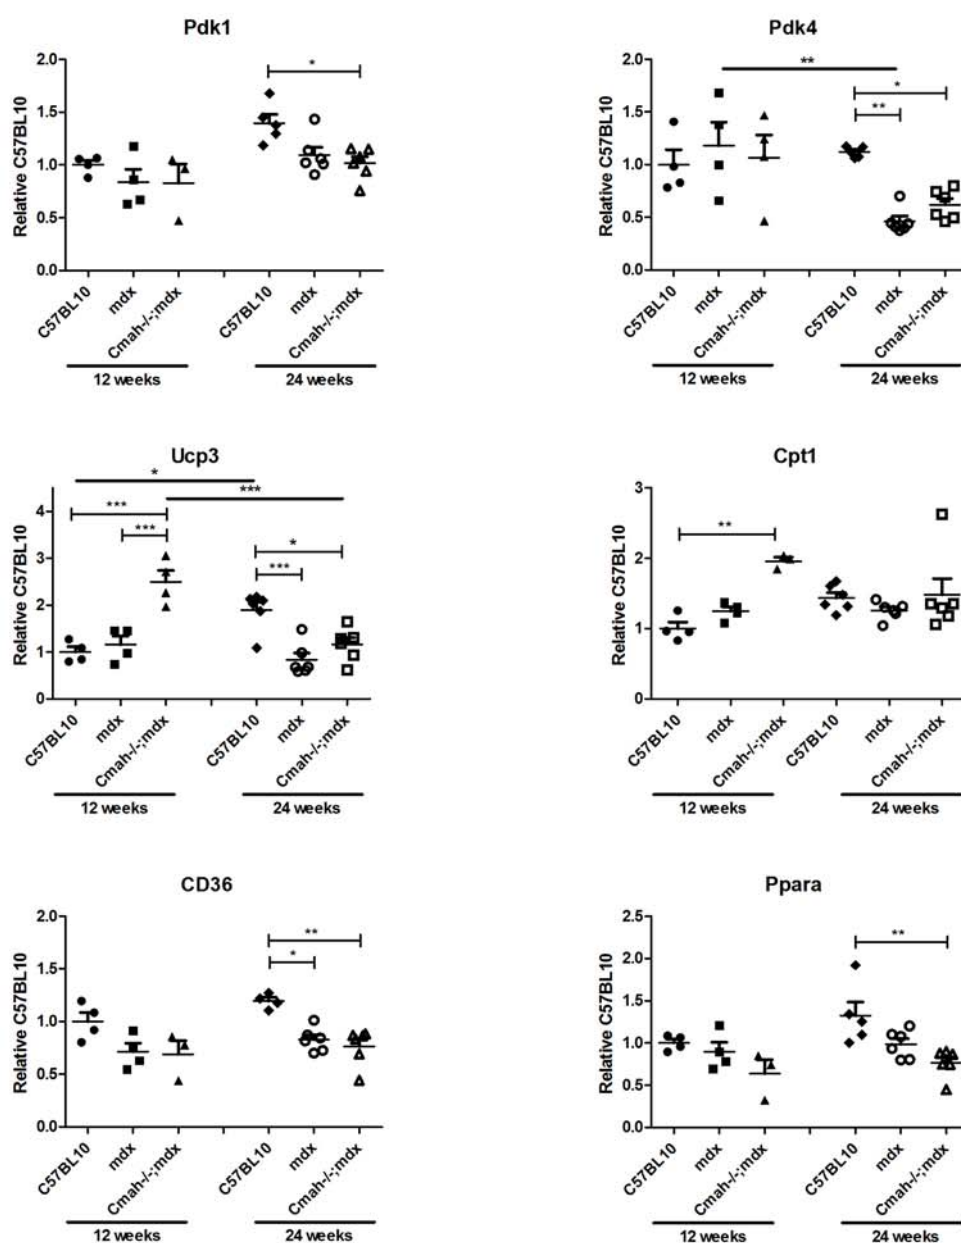 Pdk1
Relative C57BL10
2.0
*
1.5
1.0
0.5
0.0
C57BL10
mdx
Cmah-/-;mdx
C57BL10
mdx
Cmah-/-;mdx
12 weeks
24 weeks
Pdk4
Relative C57BL10
2.0
**
*
**
1.5
1.0
0.5
0.0
C57BL10
mdx
Cmah-/-;mdx
C57BL10
mdx
Cmah-/-;mdx
12 weeks
24 weeks
Ucp3
Relative C57BL10
*
***
***
***
*
***
4
3
2
1
0
C57BL10
mdx
Cmah-/-;mdx
C57BL10
mdx
Cmah-/-;mdx
12 weeks
24 weeks
Cpt1
Relative C57BL10
3
**
2
1
0
C57BL10
mdx
Cmah-/-;mdx
C57BL10
mdx
Cmah-/-;mdx
12 weeks
24 weeks
CD36
Relative C57BL10
2.0
**
*
1.5
1.0
0.5
0.0
C57BL10
mdx
Cmah-/-;mdx
C57BL10
mdx
Cmah-/-;mdx
12 weeks
24 weeks
Ppara
Relative C57BL10
2.5
**
2.0
1.5
1.0
0.5
0.0
C57BL10
mdx
Cmah-/-;mdx
C57BL10
mdx
Cmah-/-;mdx
12 weeks
24 weeks